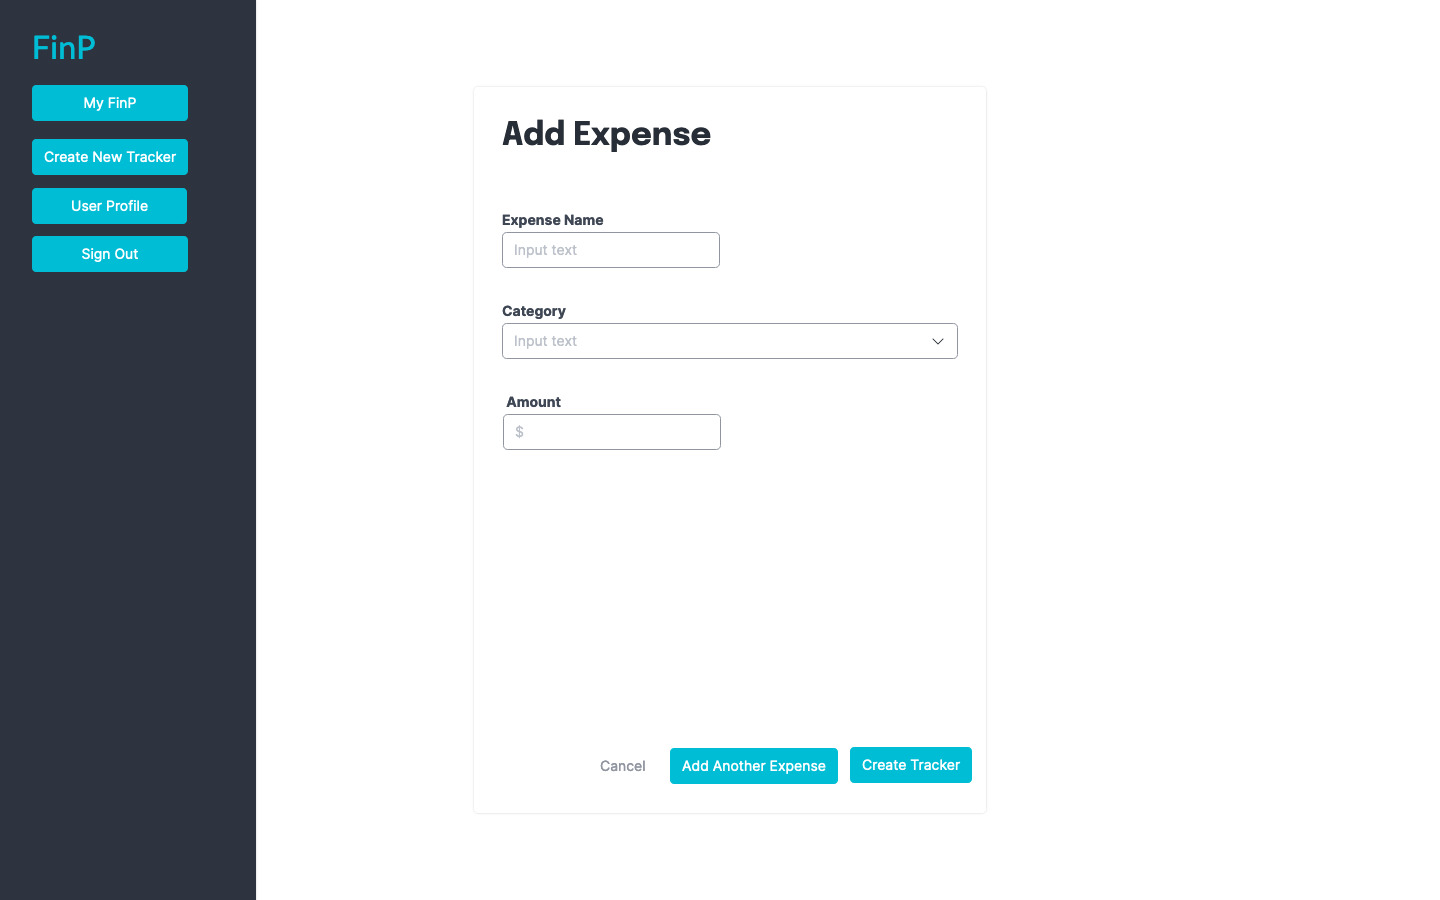 FinP
My FinP
Create New Tracker
User Profile
Sign Out
Add Expense
Expense Name
Input text
Category
Input text
Amount
$
Cancel
Add Another Expense
Create Tracker